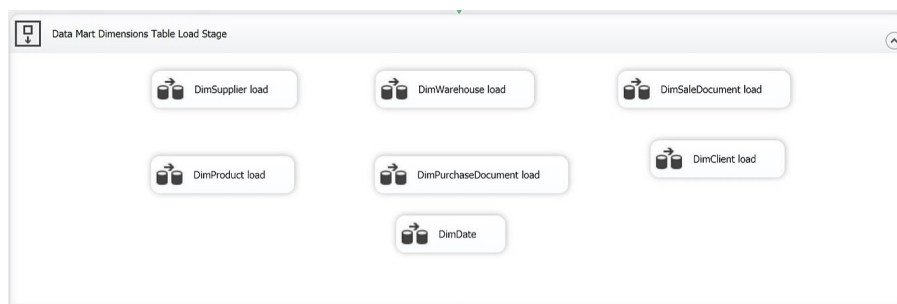 Data Mart Dimensions Table Load Stage
DimSupplier load
DimWarehouse load
DimSaleDocument load
DimClient load
DimProduct load
DimPurchaseDocument load
DimDate